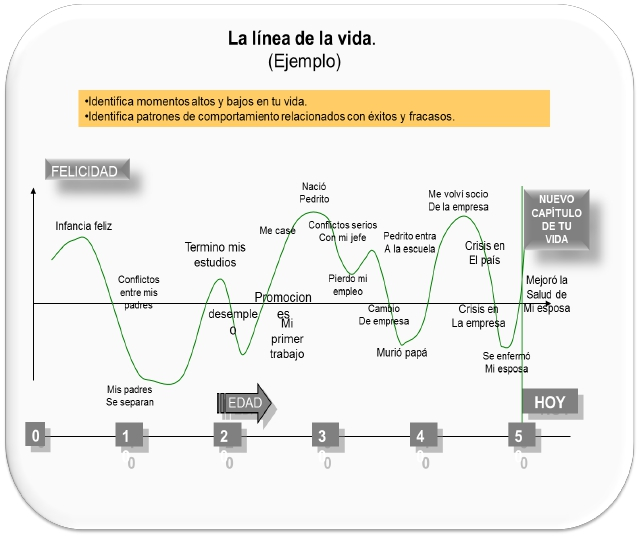 La línea de la vida.
(Ejemplo)
•Identifica momentos altos y bajos en tu vida.
•Identifica patrones de comportamiento relacionados con éxitos y fracasos.
FELICIDAD
Infancia feliz
Conflictos
entre mis
padres
Mis padres
Se separan
Termino mis
estudios
desemple
o
Promocion
es
Mi
primer
trabajo
Me case
Nació
Pedrito
Conflictos serios
Con mi jefe
Pierdo mi
empleo
Pedrito entra
A la escuela
Cambio
De empresa
Murió papá
Me volví socio
De la empresa
Crisis en
El país
Crisis en
La empresa
Se enfermó
Mi esposa
NUEVO
CAPÍTULO
DE TU
VIDA
Mejoró la
Salud de
Mi esposa
EDAD
HOY
0
1
0
2
0
3
0
4
0
5
0